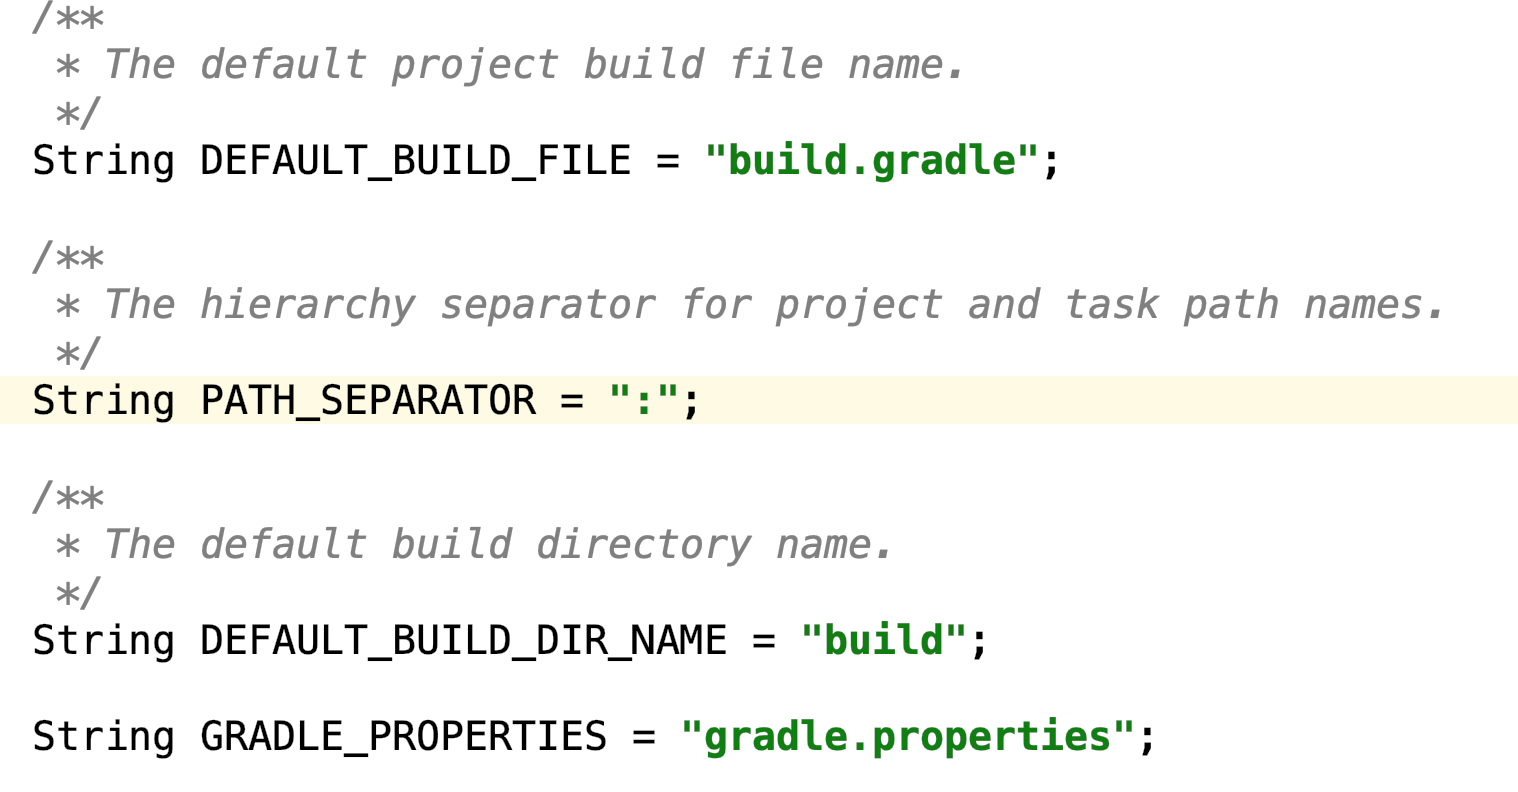 /**
 * The default project build file name.
 */
String DEFAULT_BUILD_FILE = "build.gradle";
/**
 * The hierarchy separator for project and task path names.
 */
String PATH_SEPARATOR = ":";
/**
 * The default build directory name.
 */
String DEFAULT_BUILD_DIR_NAME = "build";
String GRADLE_PROPERTIES = "gradle.properties";